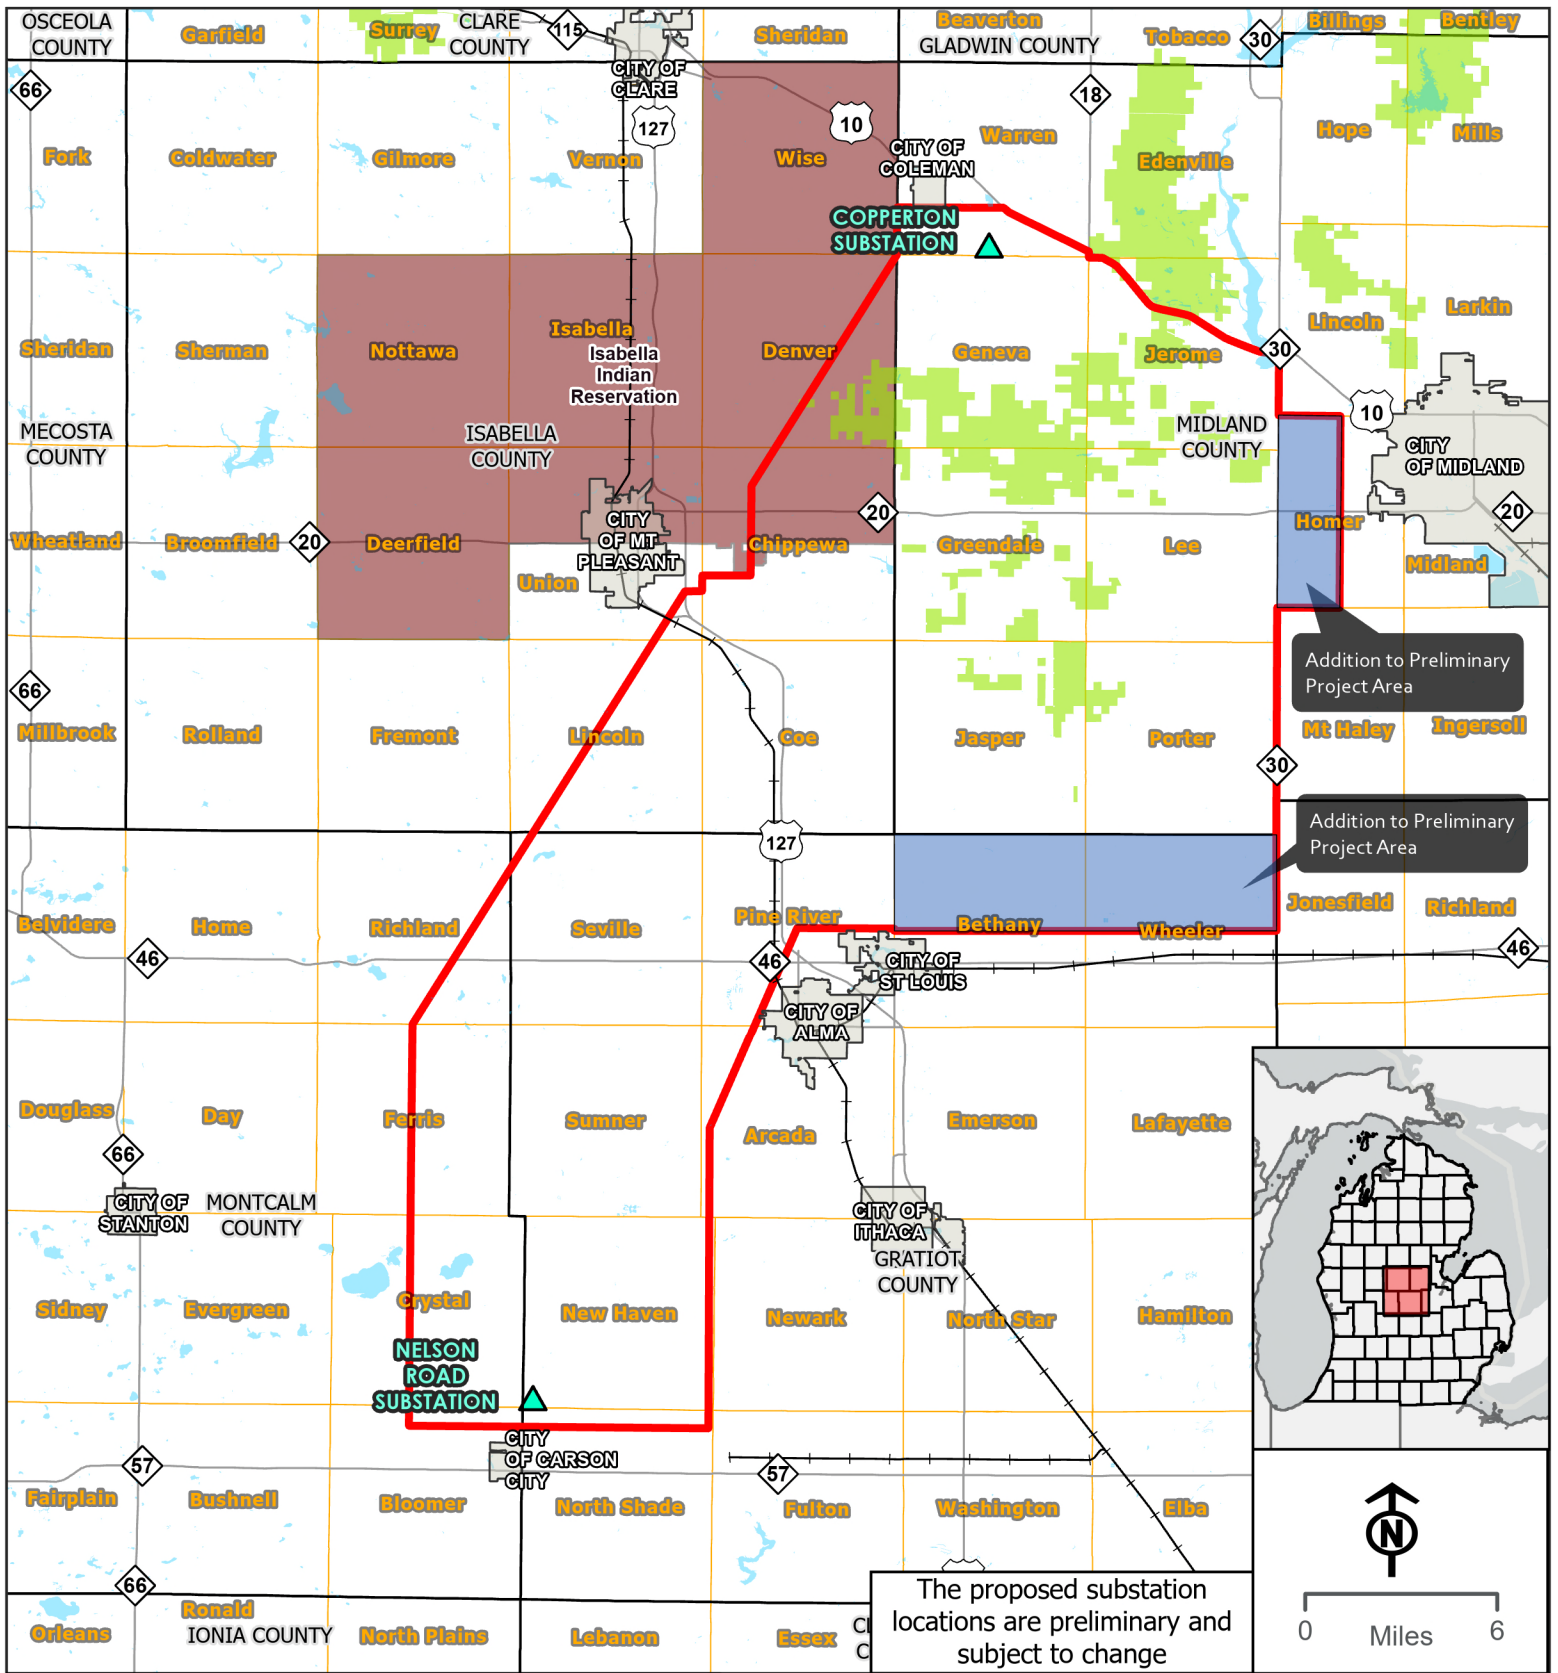 OSCEOLA
COUNTY
Garfield
Surrey
CLARE
COUNTY
115
Sheridan
Beaverton
GLADWIN COUNTY
Tobacco
30
Billings
Bentley
CITY OF
CLARE
66
127
10
18
Fork
Coldwater
Gilmore
Vernon
Wise
CITY OF
COLEMAN
Warren
Edenville
Hope
Mills
COPPERTON
SUBSTATION
Sheridan
Sherman
Nottawa
Isabella
Isabella
Indian
Reservation
Denver
Geneva
Jerome
30
Lincoln
Larkin
10
MECOSTA
COUNTY
ISABELLA
COUNTY
MIDLAND
COUNTY
CITY
OF MIDLAND
Wheatland
Broomfield
20
Deerfield
CITY
OF MT
PLEASANT
Union
Chippewa
20
Greendale
Lee
Homer
20
Midland
Addition to Preliminary
Project Area
66
Millbrook
Rolland
Fremont
Lincoln
Coe
Jasper
Porter
Mt Haley
Ingersoll
30
Addition to Preliminary
Project Area
127
Belvidere
Home
Richland
Seville
Pine River
Bethany
Wheeler
Jonesfield
Richland
46
46
46
CITY OF
ST LOUIS
CITY OF
ALMA
Douglass
Day
Ferris
Sumner
Arcada
Emerson
Lafayette
66
CITY OF
STANTON
MONTCALM
COUNTY
CITY OF
ITHACA
GRATIOT
COUNTY
Sidney
Evergreen
Crystal
New Haven
Newark
North Star
Hamilton
NELSON
ROAD
SUBSTATION
CITY
OF CARSON
CITY
57
57
Fairplain
Bushnell
Bloomer
North Shade
Fulton
Washington
Elba
N
66
Orleans
Ronald
IONIA COUNTY
North Plains
Lebanon
Essex
The proposed substation
locations are preliminary and
subject to change
0 Miles 6